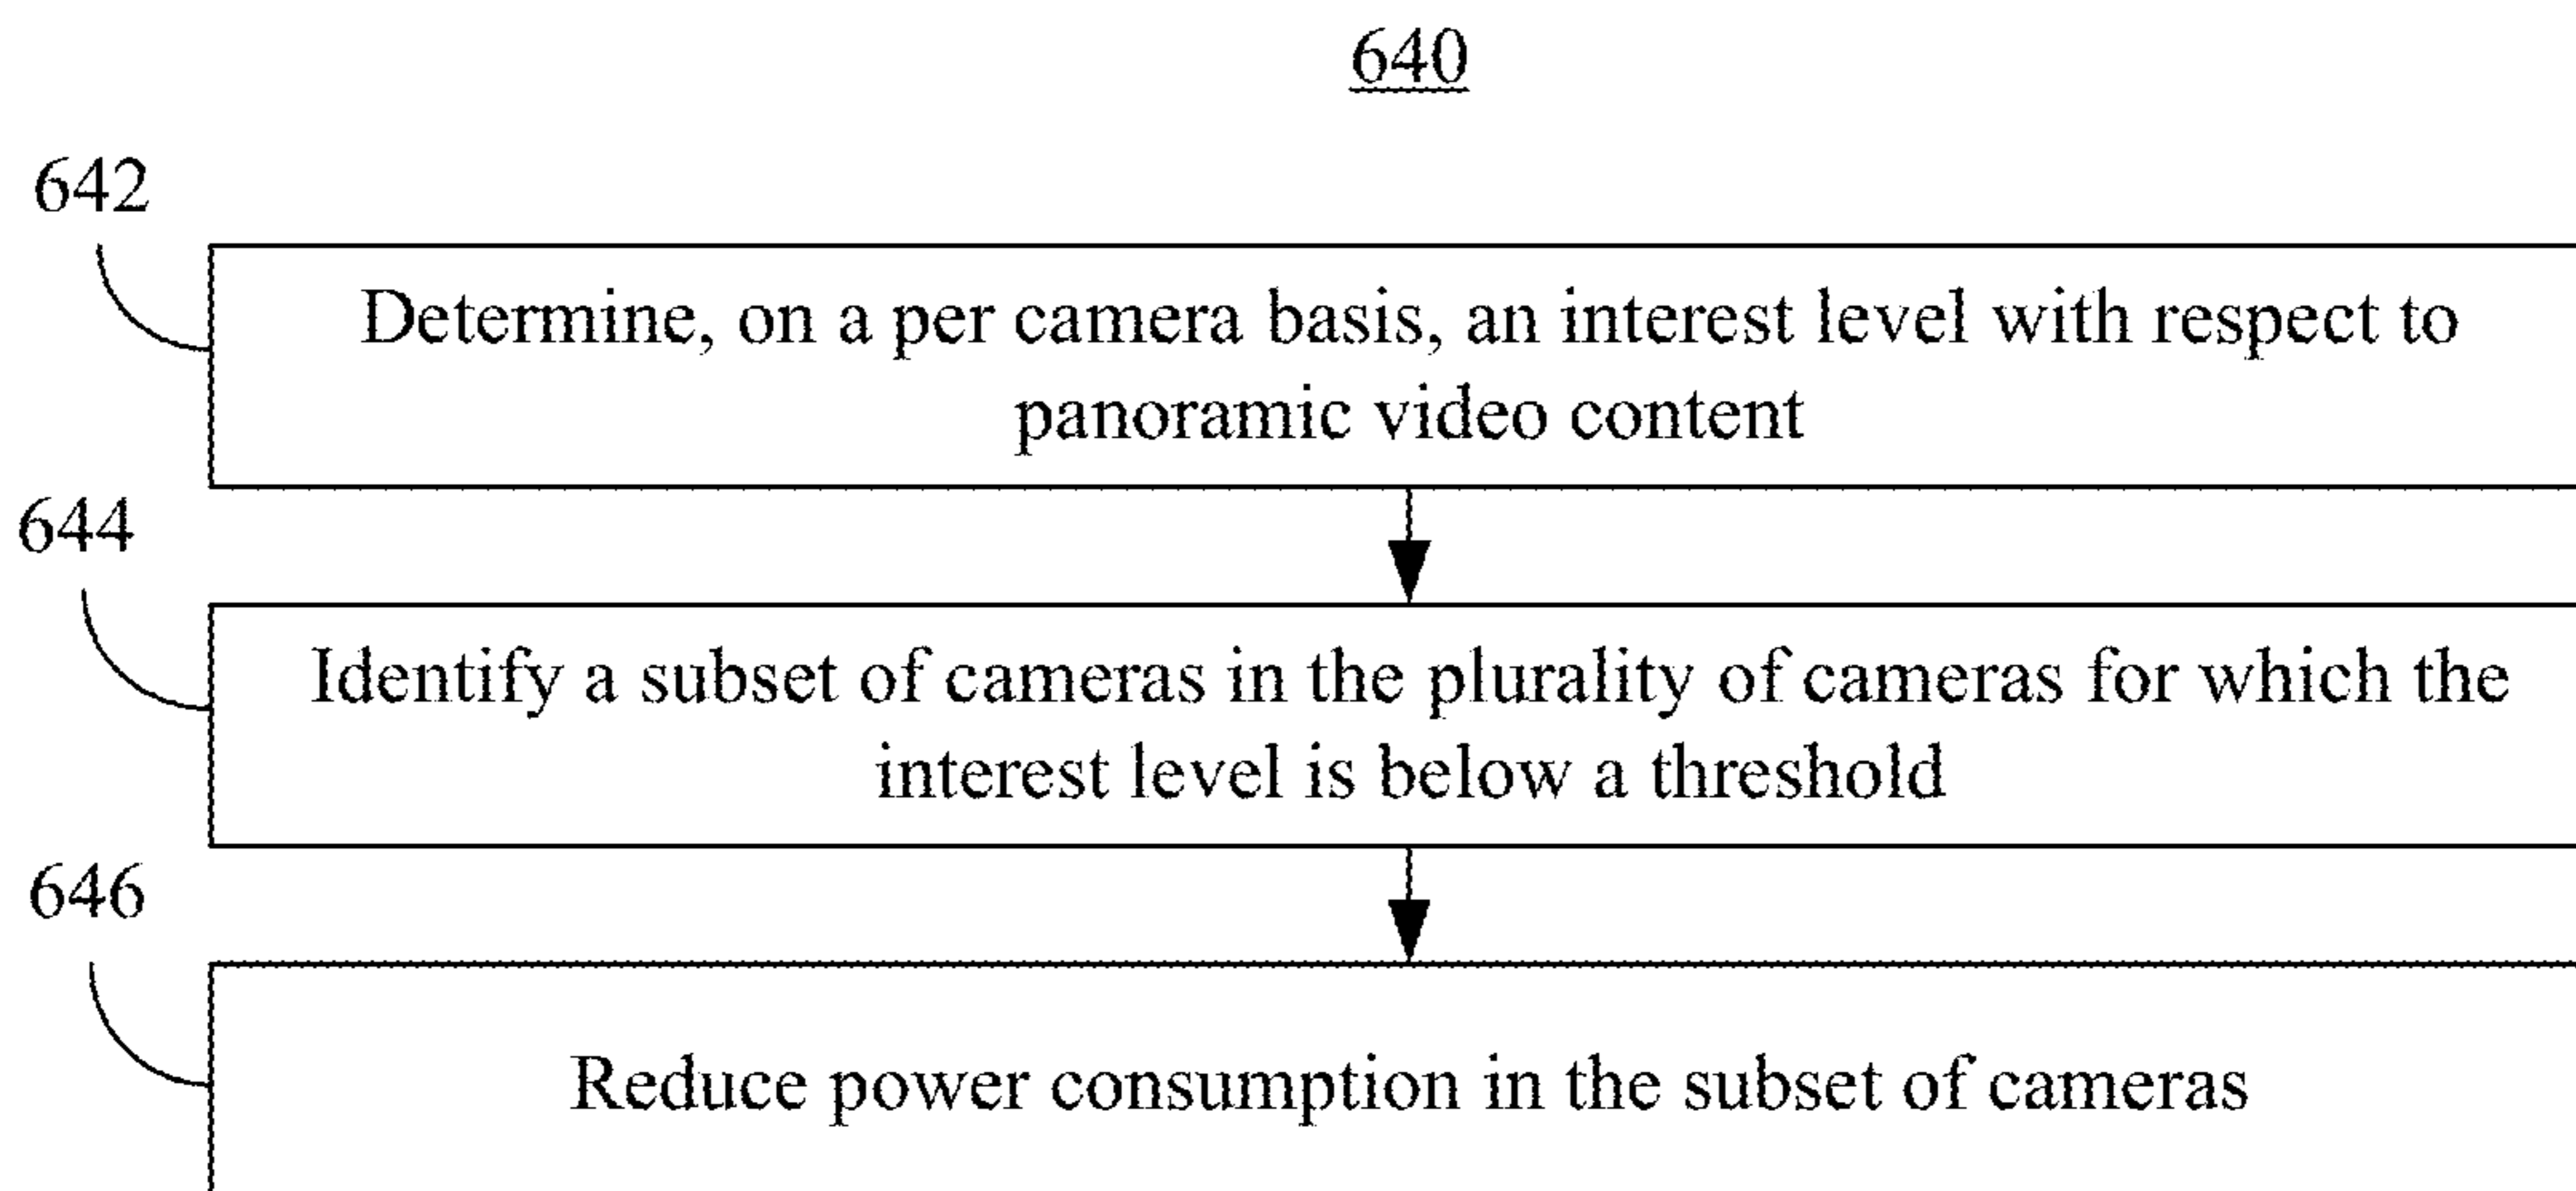 640
642
Determine, on a per camera basis, an interest level with respect to
panoramic video content
644
Identify a subset of cameras in the plurality of cameras for which the
interest level is below a threshold
646
Reduce power consumption in the subset of cameras